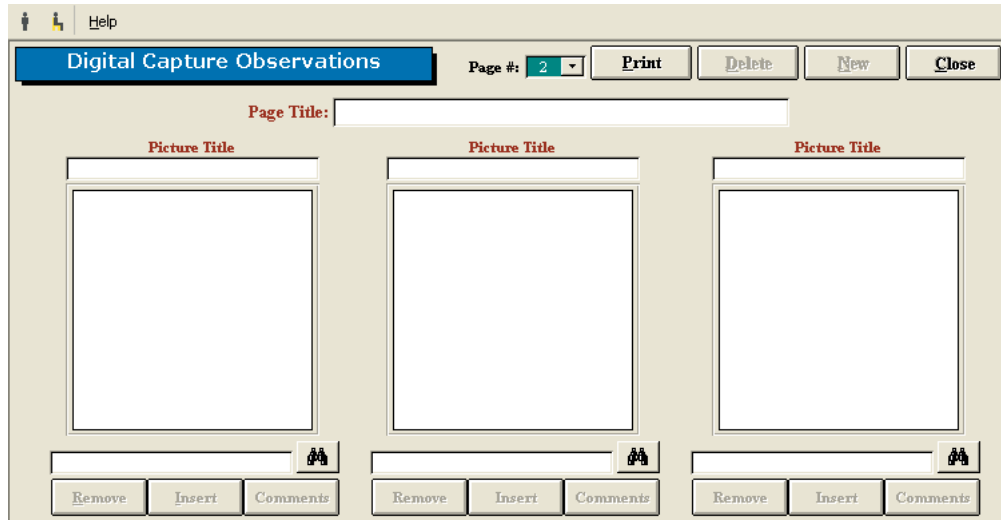 Help
Digital Capture Observations
Page #: 2 Print Delete New Close
Page Title:
Picture Title Picture Title Picture Title
Remove Insert Comments Remove Insert Comments Remove Insert Comments